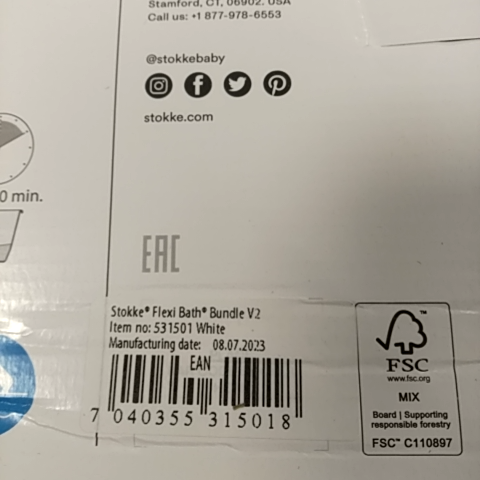 Stamford, CT, 06902. USA
Call us: +1 877-978-6553
@stokkebaby
stokke.com
0 min.
EAC
Stokke® Flexi Bath® Bundle V2
Item no: 531501 White
Manufacturing date: 08.07.2023
EAN
7 040355 315018
FSC™
www.fsc.org
MIX
Board | Supporting
responsible forestry
FSC™ C110897